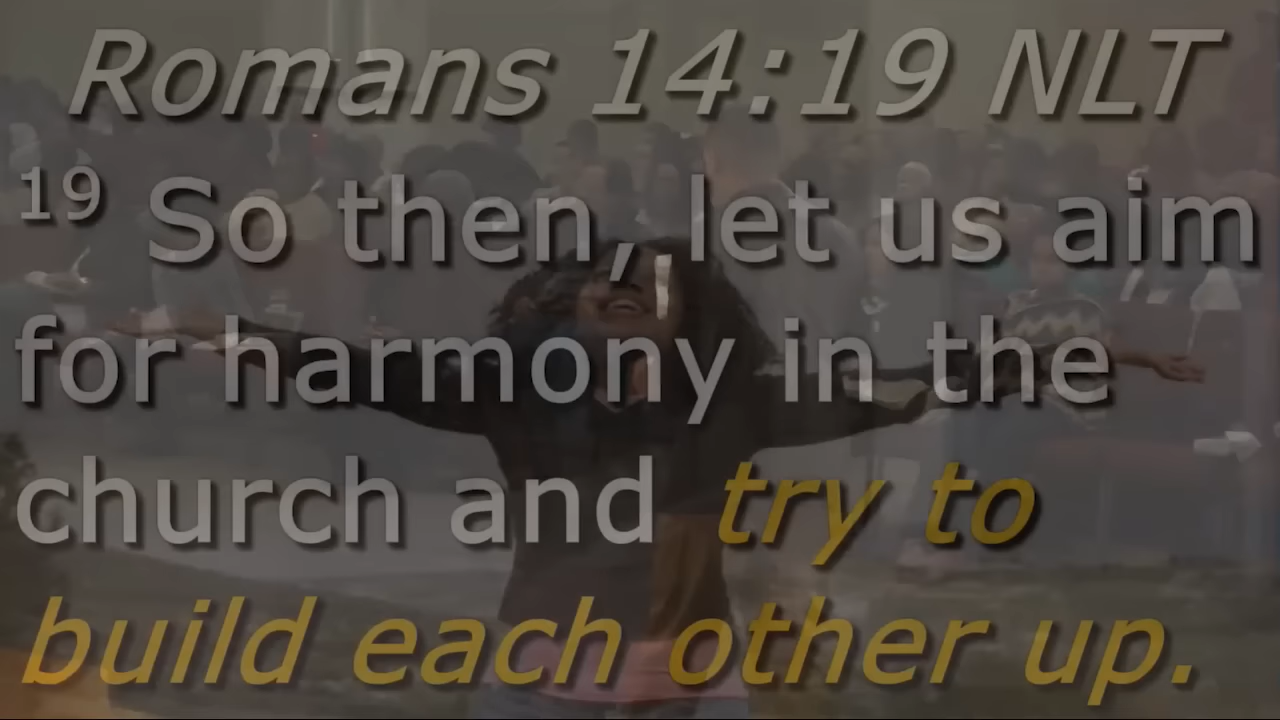 Romans 14:19 NLT
19 So then, let us aim
for harmony in the
church and try to
build each other up.